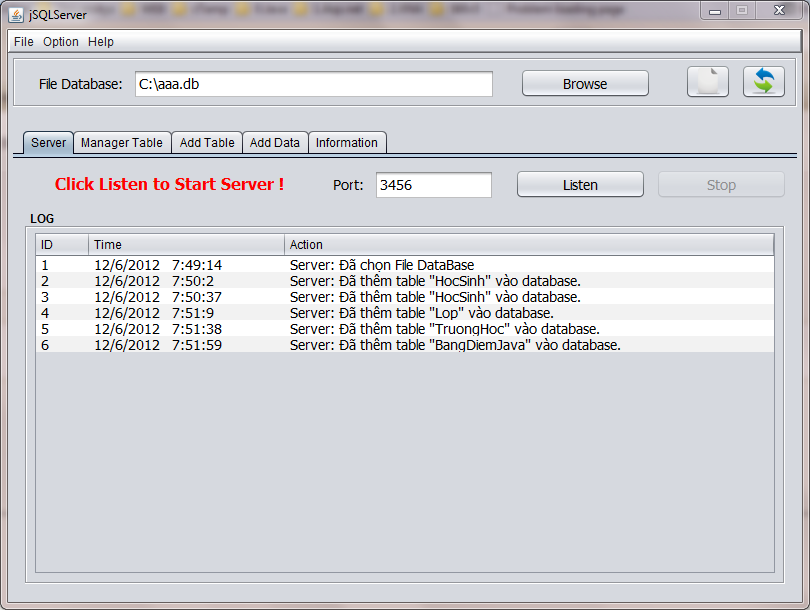 jSQLServer
File Option Help
File Database: C:\aaa.db Browse
Server Manager Table Add Table Add Data Information
Click Listen to Start Server ! Port: 3456 Listen Stop
LOG
ID Time Action
1 12/6/2012 7:49:14 Server: Đã chọn File DataBase
2 12/6/2012 7:50:2 Server: Đã thêm table "HocSinh" vào database.
3 12/6/2012 7:50:37 Server: Đã thêm table "HocSinh" vào database.
4 12/6/2012 7:51:9 Server: Đã thêm table "Lop" vào database.
5 12/6/2012 7:51:38 Server: Đã thêm table "TruongHoc" vào database.
6 12/6/2012 7:51:59 Server: Đã thêm table "BangDiemJava" vào database.